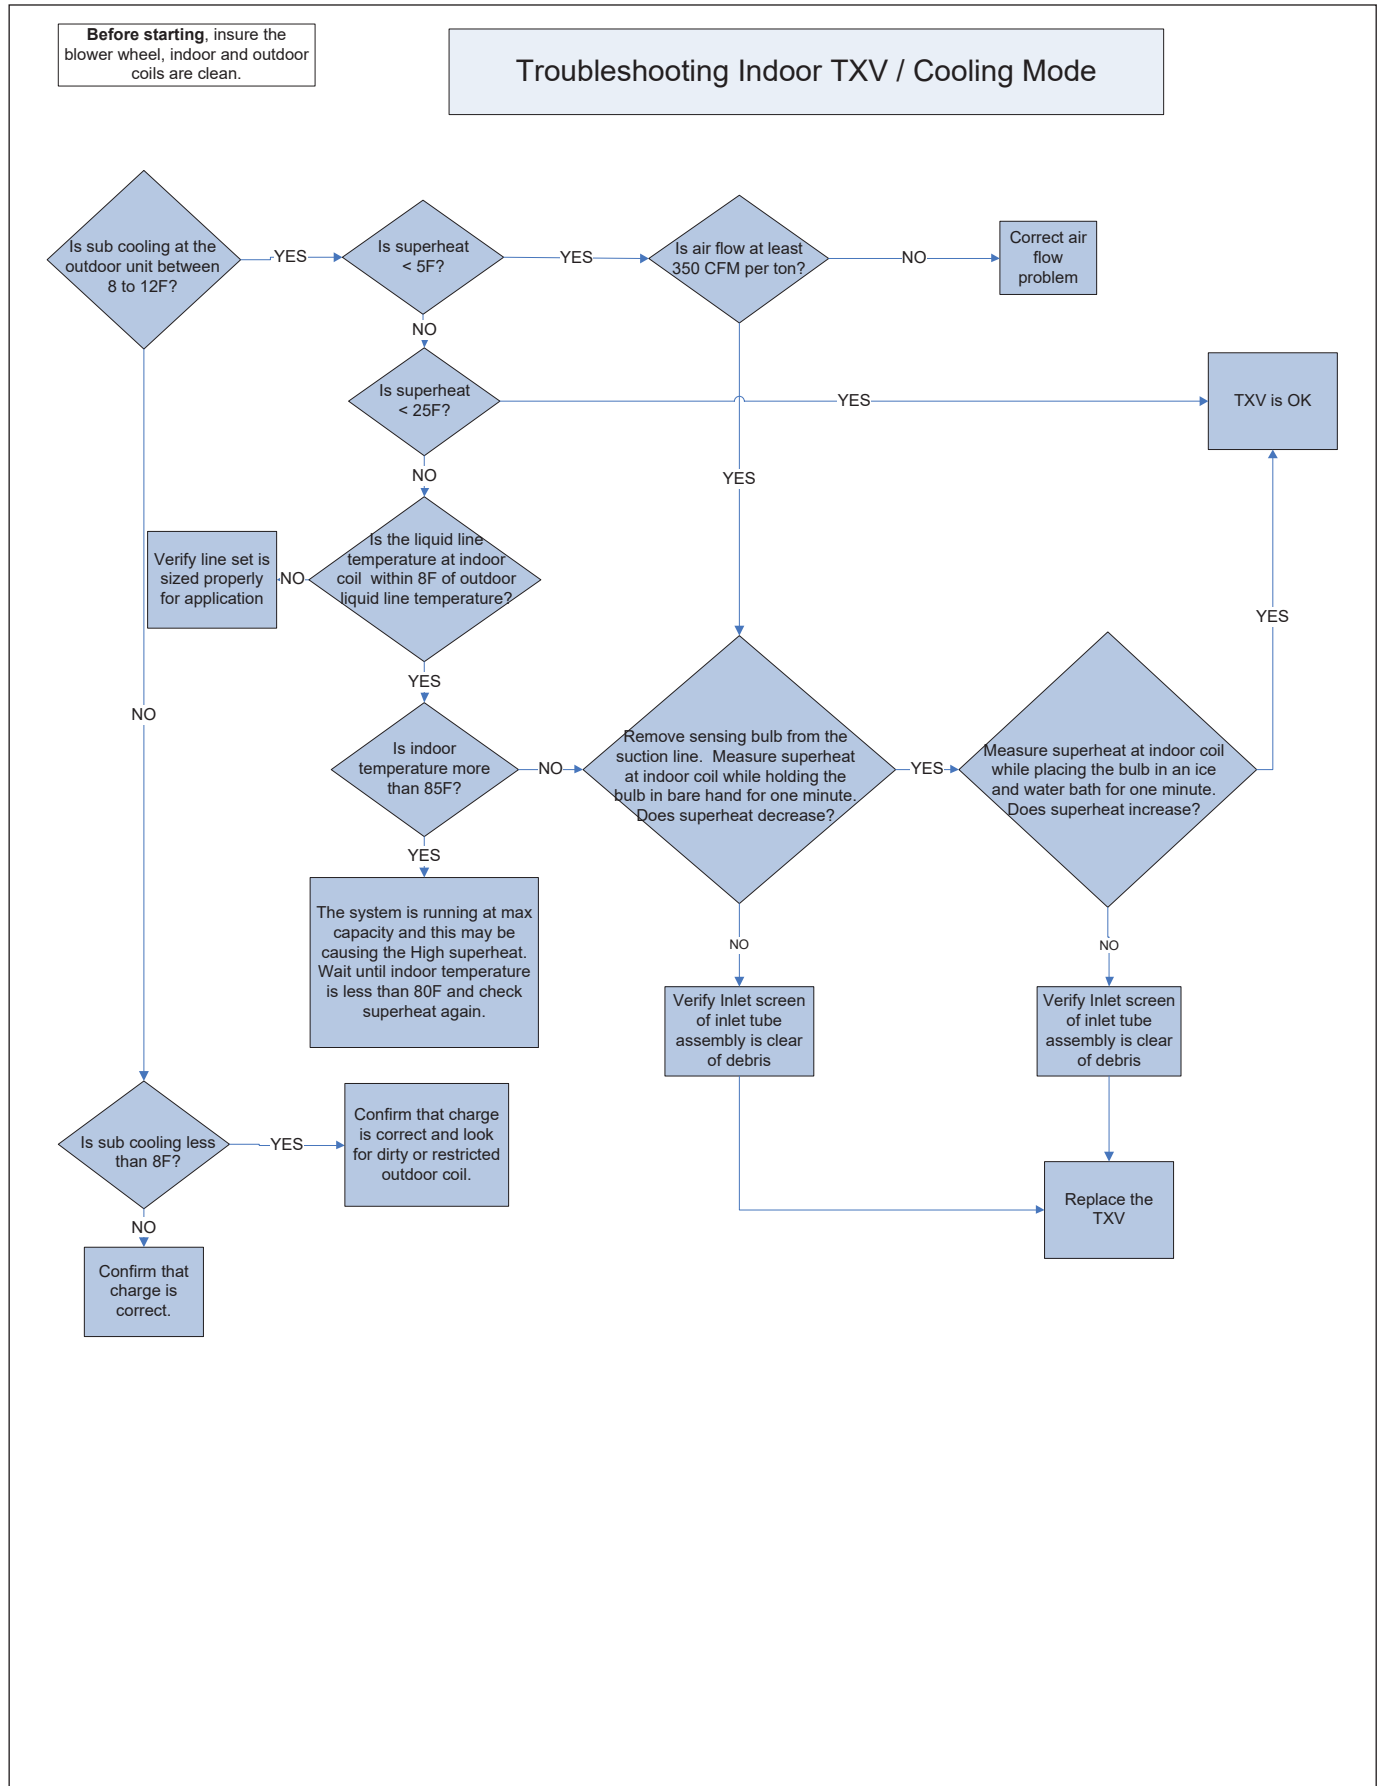 Before starting, insure the
blower wheel, indoor and outdoor
coils are clean.
Troubleshooting Indoor TXV / Cooling Mode
Is sub cooling at the
outdoor unit between
8 to 12F?
YES
Is superheat
< 5F?
YES
Is air flow at least
350 CFM per ton?
NO
Correct air
flow
problem
NO
Is superheat
< 25F?
YES
TXV is OK
NO
YES
Is the liquid line
temperature at indoor
coil within 8F of outdoor
liquid line temperature?
NO
Verify line set is
sized properly
for application
YES
YES
NO
Is indoor
temperature more
than 85F?
NO
Remove sensing bulb from the
suction line. Measure superheat
at indoor coil while holding the
bulb in bare hand for one minute.
Does superheat decrease?
YES
Measure superheat at indoor coil
while placing the bulb in an ice
and water bath for one minute.
Does superheat increase?
YES
The system is running at max
capacity and this may be
causing the High superheat.
Wait until indoor temperature
is less than 80F and check
superheat again.
NO
NO
Verify Inlet screen
of inlet tube
assembly is clear
of debris
Verify Inlet screen
of inlet tube
assembly is clear
of debris
Is sub cooling less
than 8F?
YES
Confirm that charge
is correct and look
for dirty or restricted
outdoor coil.
Replace the
TXV
NO
Confirm that
charge is
correct.